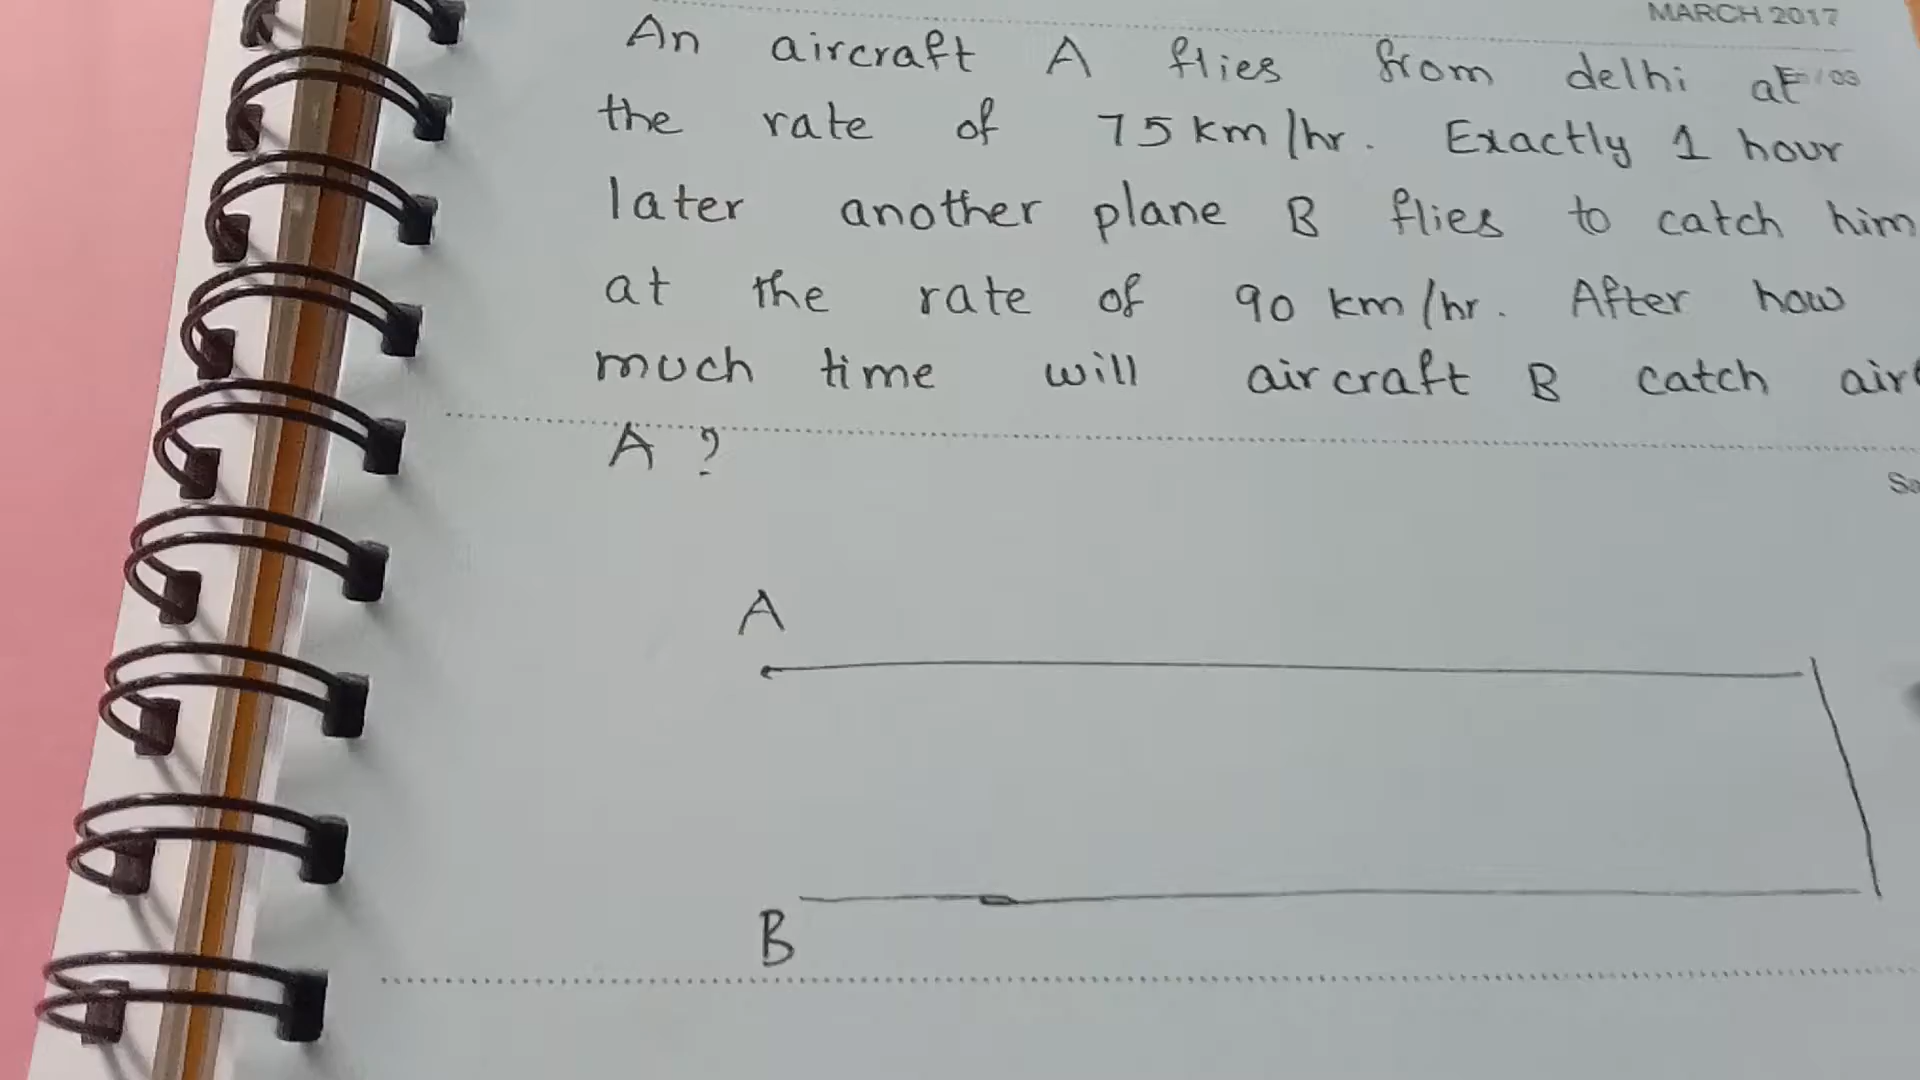 MARCH 2017
An aircraft A flies from delhi at
the rate of 75 km/hr. Exactly 1 hour
later another plane B flies to catch him
at the rate of 90 km/hr. After how
much time will aircraft B catch
A ?
A
B